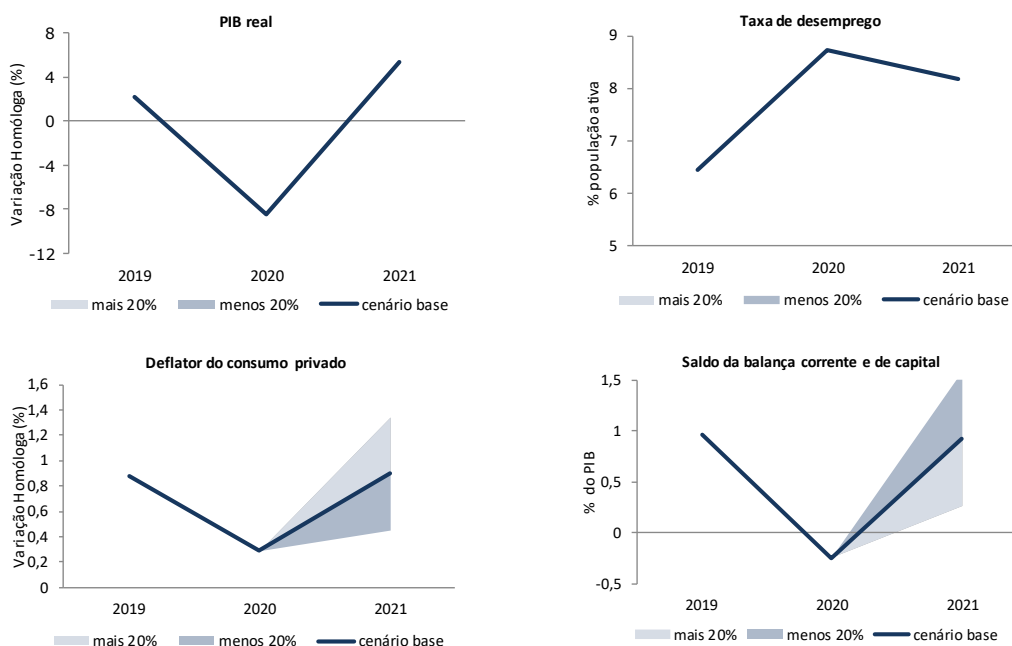 PIB real
Variação Homóloga (%)
8
4
0
-4
-8
-12
2019 2020 2021
mais 20% menos 20% cenário base
Taxa de desemprego
% população ativa
9
8
7
6
5
2019 2020 2021
mais 20% menos 20% cenário base
Deflator do consumo privado
Variação Homóloga (%)
1,6
1,4
1,2
1
0,8
0,6
0,4
0,2
0
2019 2020 2021
mais 20% menos 20% cenário base
Saldo da balança corrente e de capital
% do PIB
1
0,5
0
-0,5
2019 2020 2021
mais 20% menos 20% cenário base